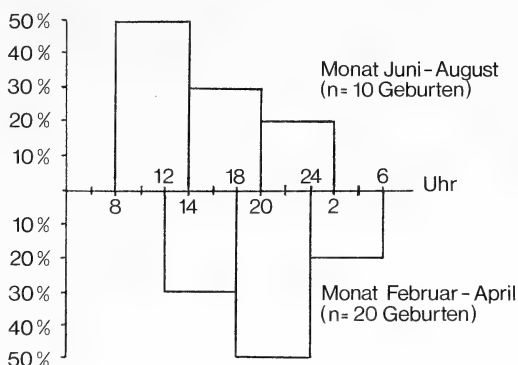 50%
40%
30%
20%
10%
Monat Juni-August
(n= 10 Geburten)
12 18 24 6
Uhr
8 14 20 2
10%
20%
30%
40%
50%
Monat Februar-April
(n= 20 Geburten)